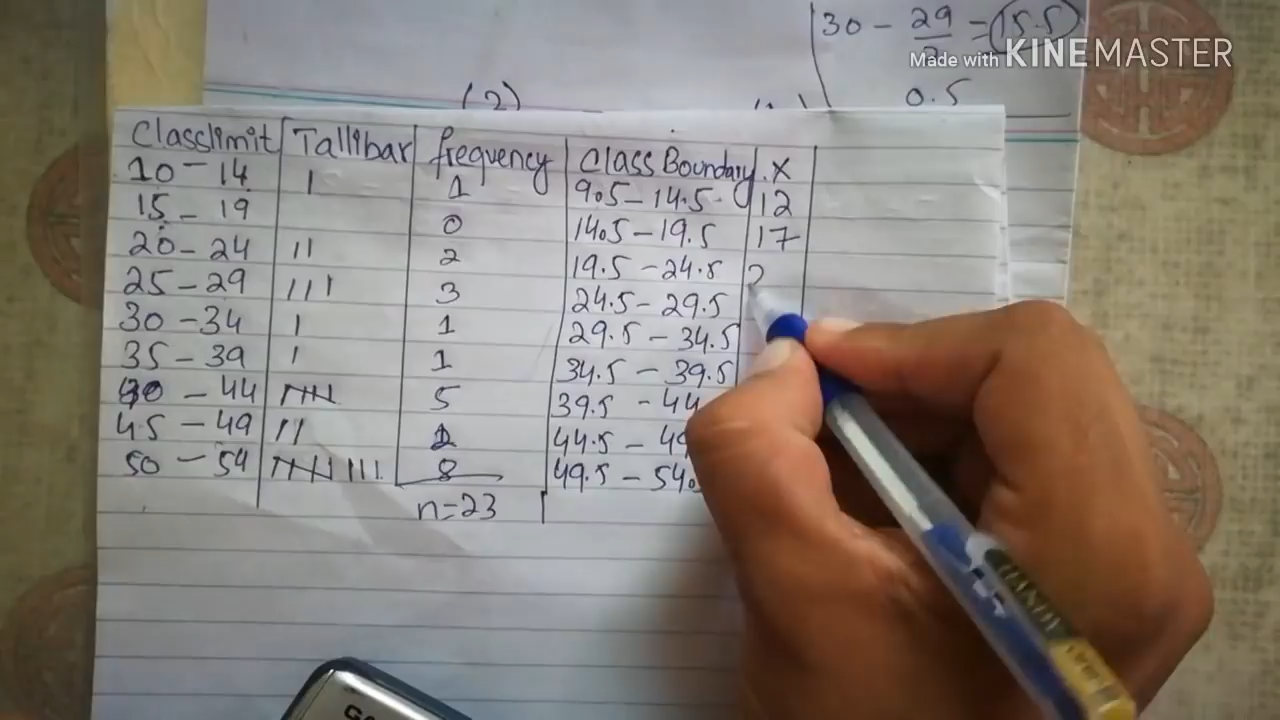 30 - 29/2 = 15.5
Made with KINEMASTER
0.5
(2)
Classlimit Tallibar frequency Class Boundary X
10 - 14 | 1 9.5 - 14.5 12
15 - 19 0 14.5 - 19.5 17
20 - 24 || 2 19.5 - 24.5 2
25 - 29 ||| 3 24.5 - 29.5
30 - 34 | 1 29.5 - 34.5
35 - 39 | 1 34.5 - 39.5
40 - 44 |||| 5 39.5 - 44
45 - 49 || 2 44.5 - 49
50 - 54 |||| ||| 8 49.5 - 54.
n=23